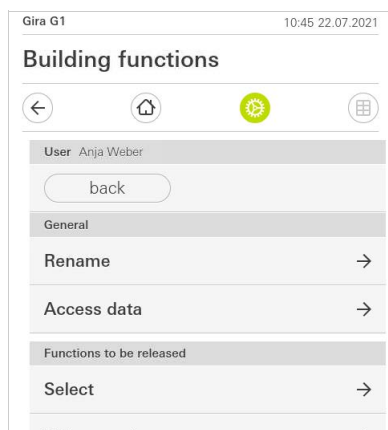 Gira G1 10:45 22.07.2021
Building functions
User Anja Weber
back
General
Rename
Access data
Functions to be released
Select